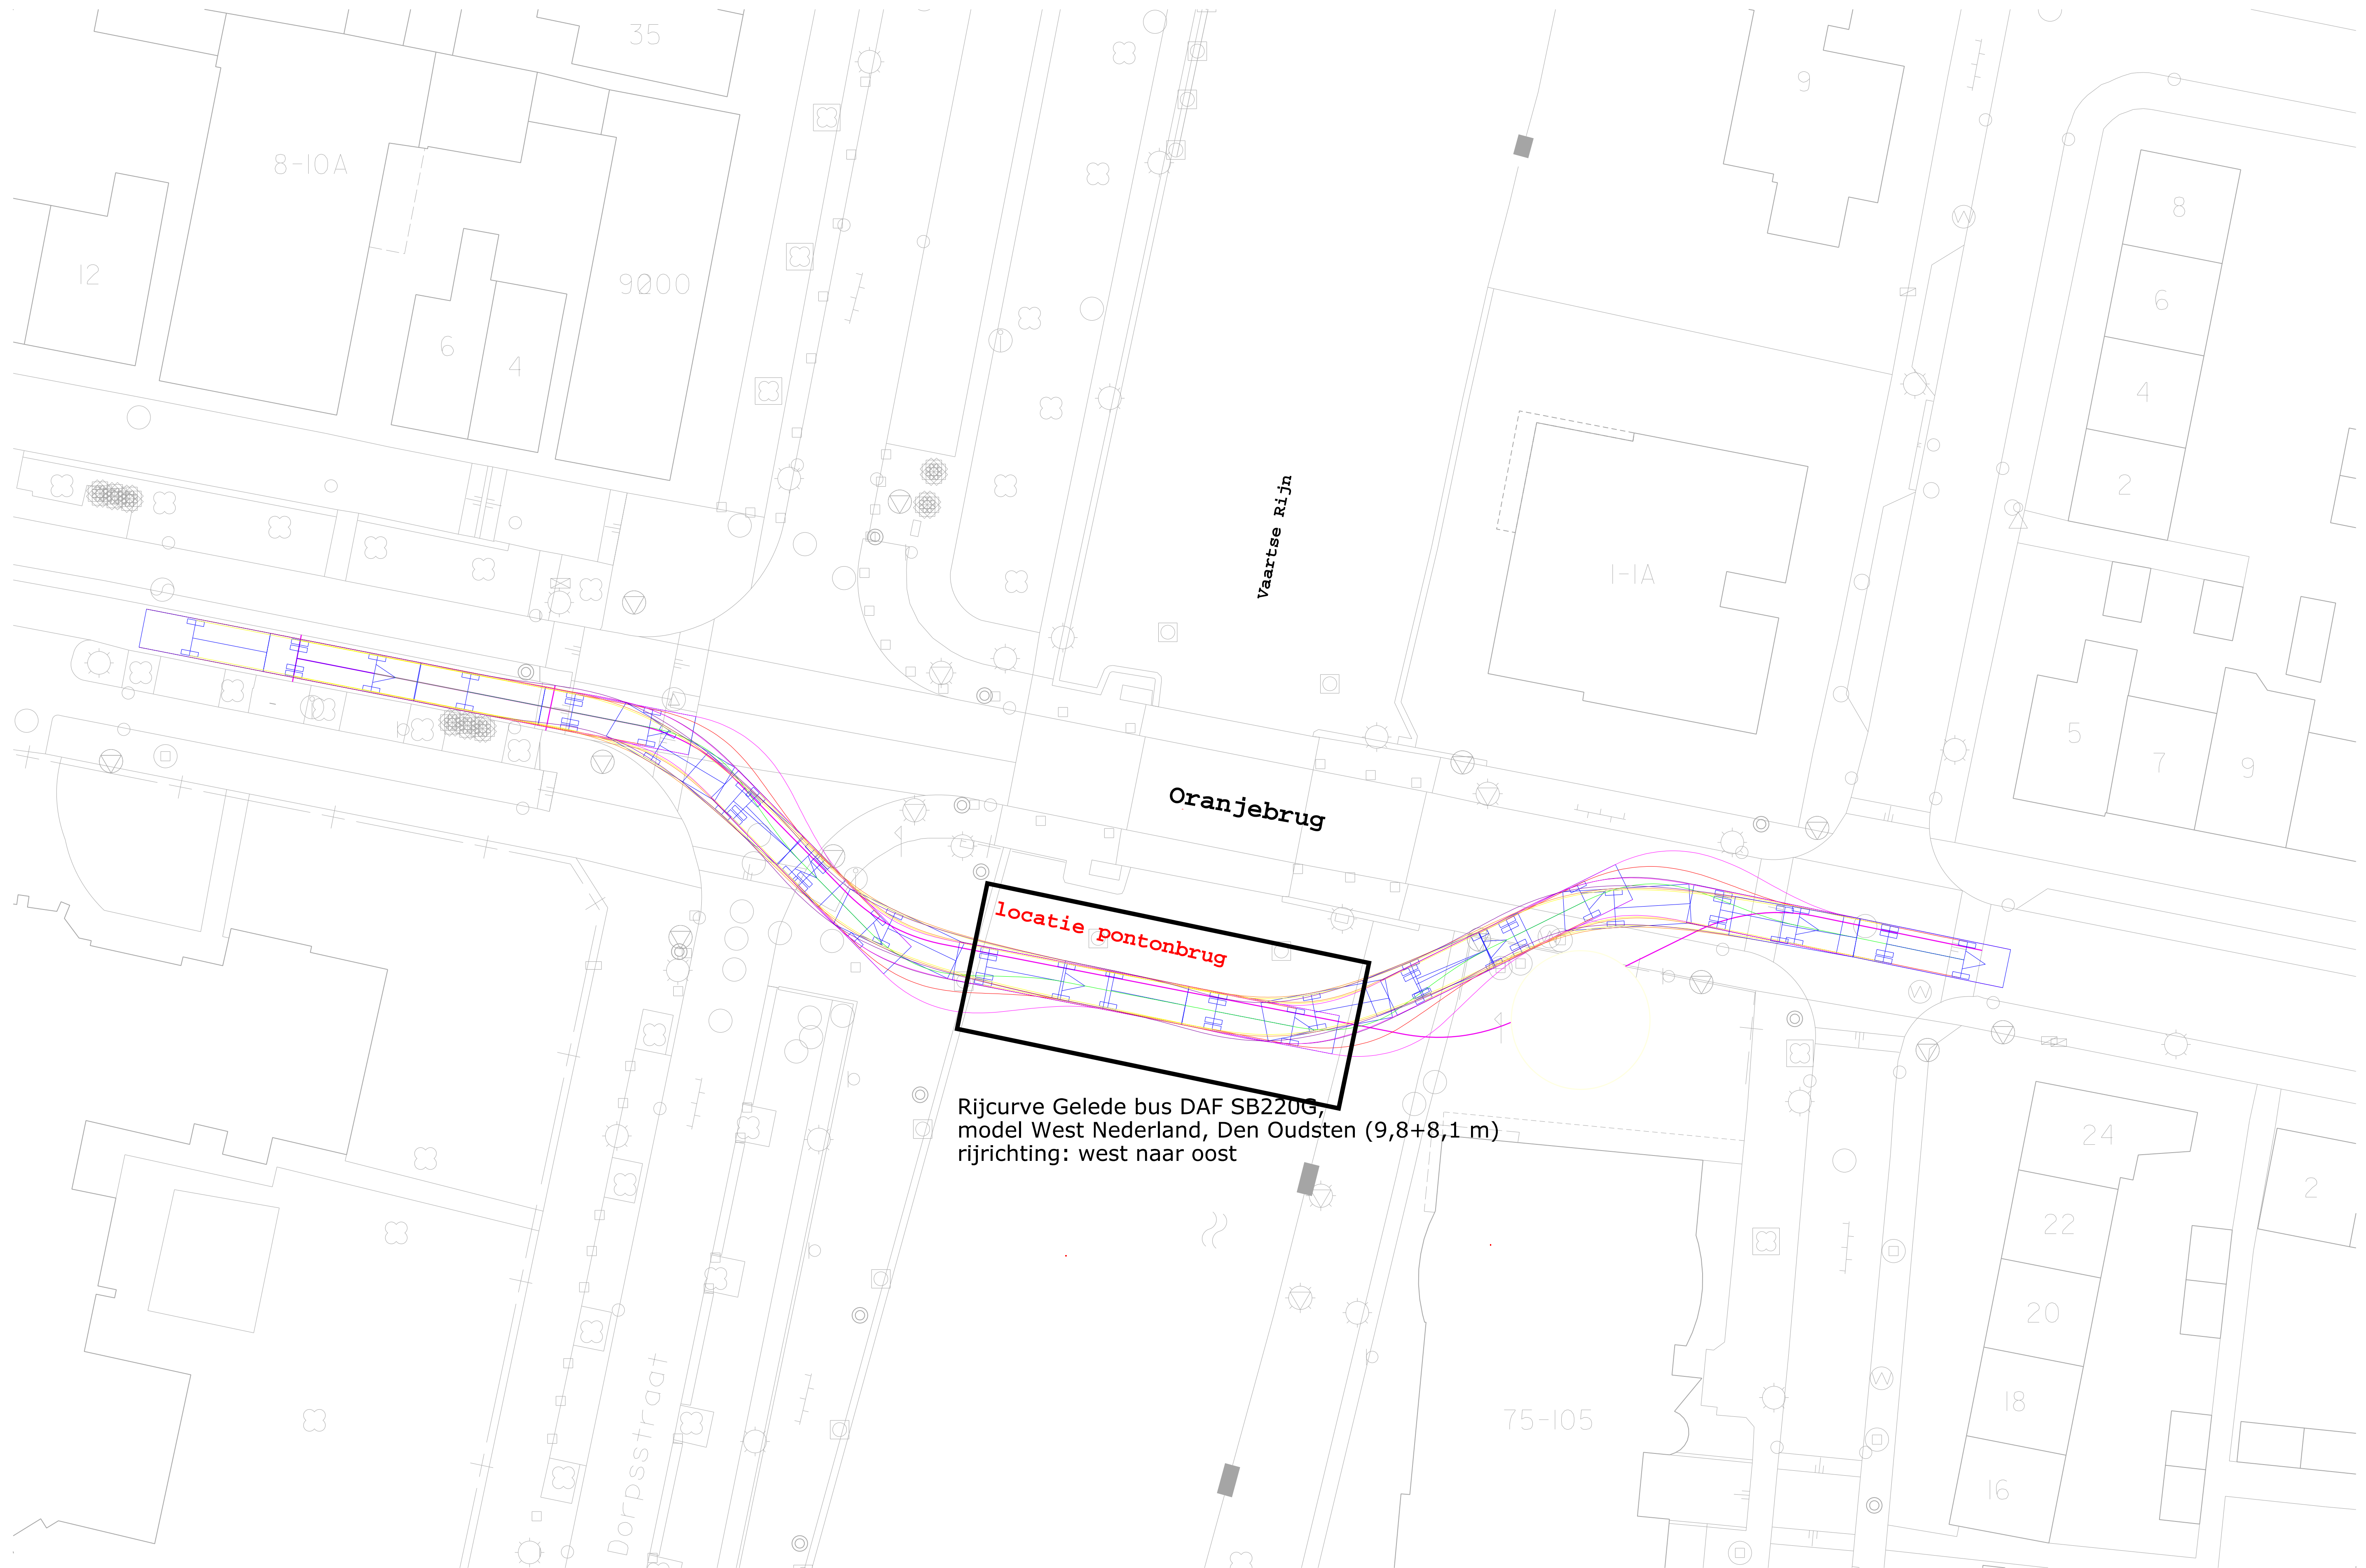 35
9
8-10A
8
12
9200
6
6
4
4
2
1-1A
Vaartse Rijn
5
7
9
Oranjebrug
locatie pontonbrug
Rijcurve Gelede bus DAF SB220G,
model West Nederland, Den Oudsten (9,8+8,1 m)
rijrichting: west naar oost
24
2
22
20
18
75-105
16
Dorpsstraat